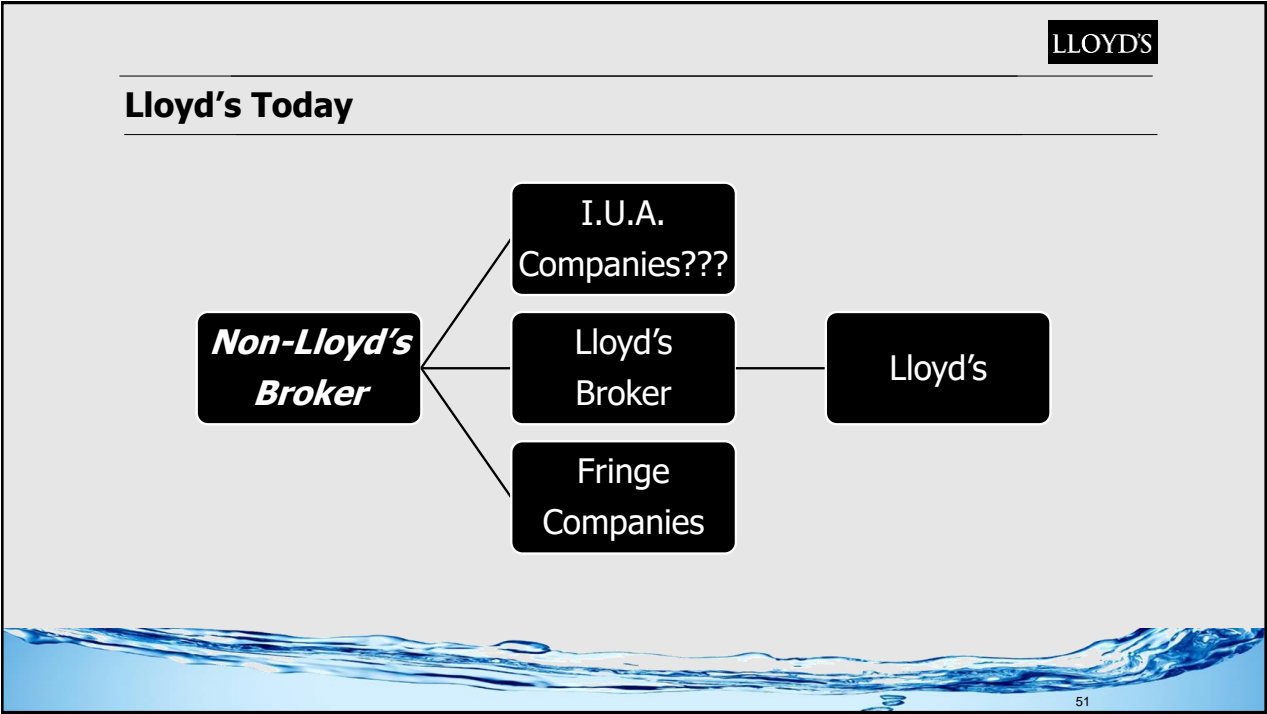 LLOYD'S
Lloyd’s Today
I.U.A.
Companies???
Non-Lloyd’s
Broker
Lloyd’s
Broker
Lloyd’s
Fringe
Companies
51